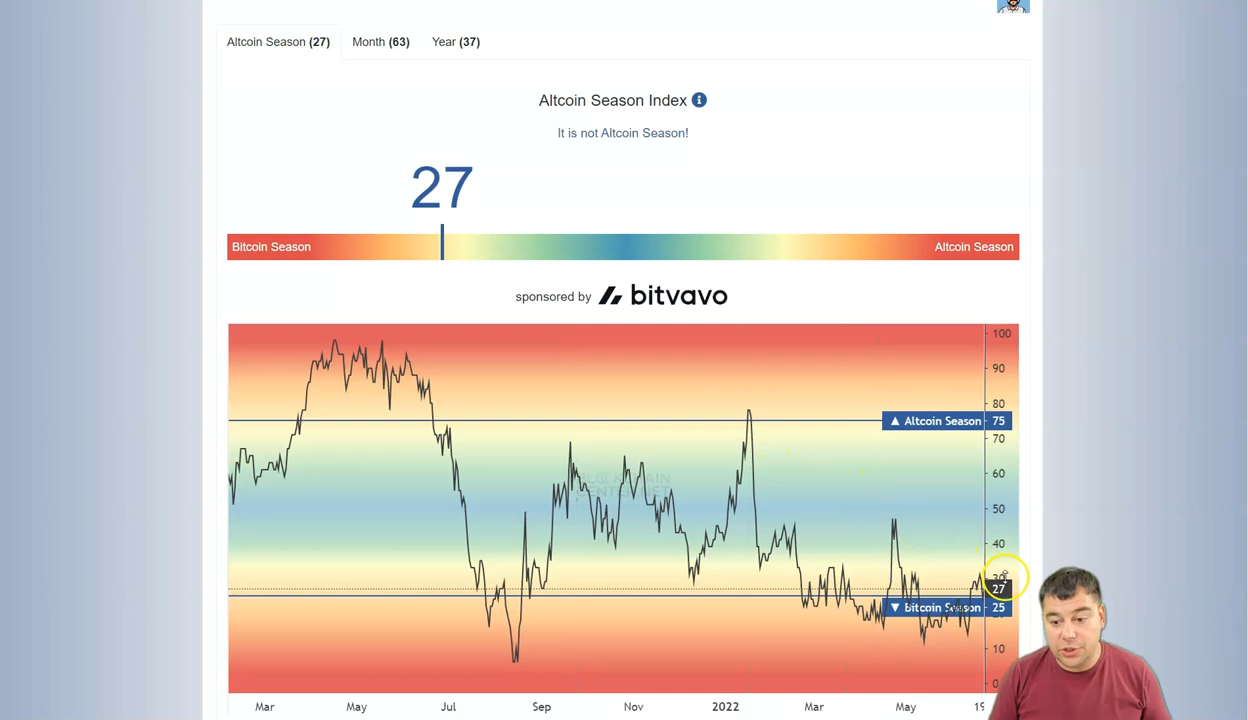 Altcoin Season (27) Month (63) Year (37)
Altcoin Season Index
It is not Altcoin Season!
27
Bitcoin Season Altcoin Season
sponsored by bitvavo
100
90
80
▲ Altcoin Season 75
70
60
50
40
30
27
▼ Bitcoin Season 25
10
0
Mar May Jul Sep Nov 2022 Mar May 19